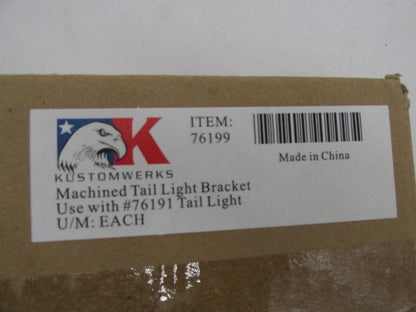 K
KUSTOMWERKS
ITEM:
76199
Made in China
Machined Tail Light Bracket
Use with #76191 Tail Light
U/M: EACH